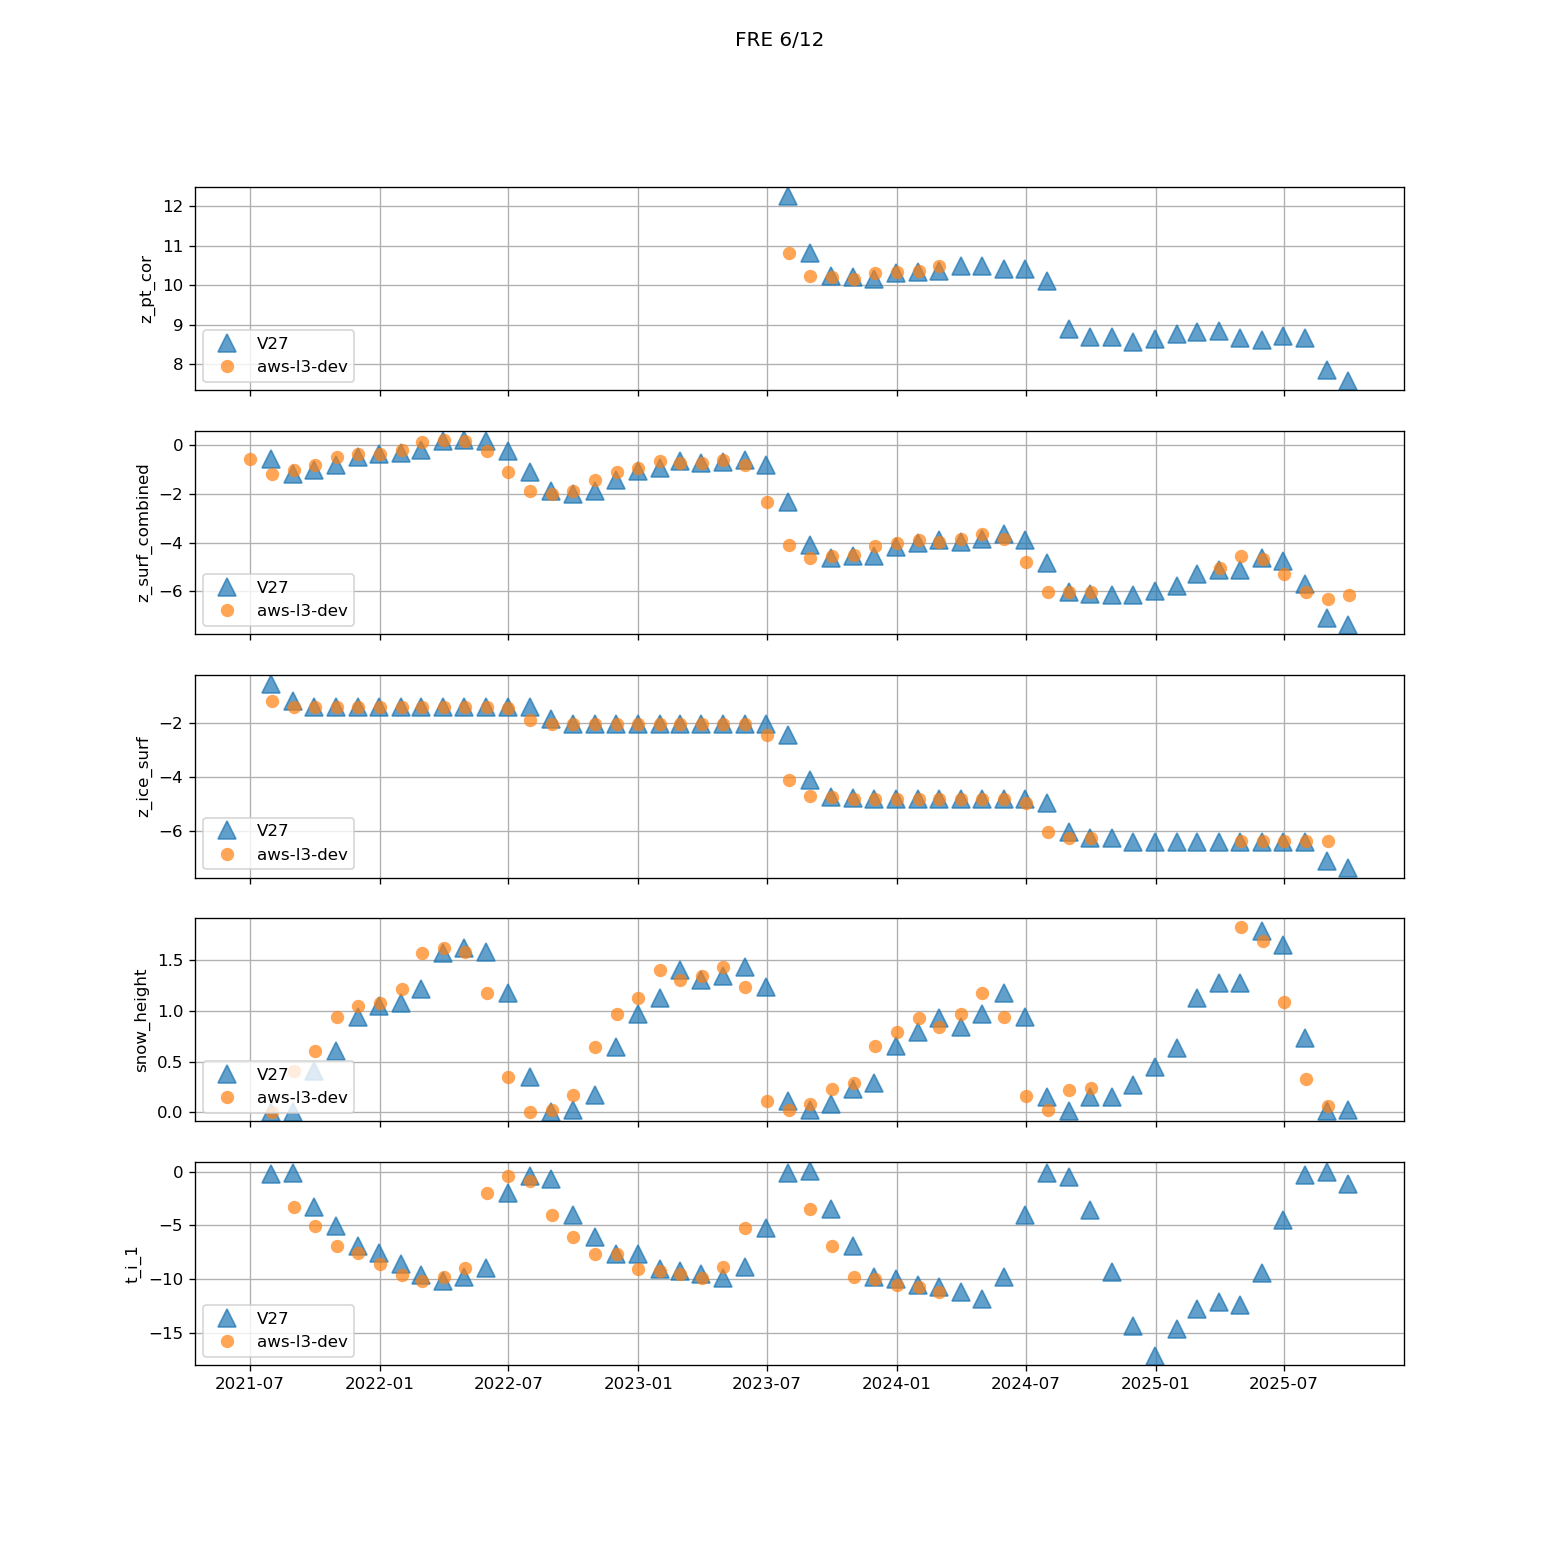 FRE 6/12
z_pt_cor
12
11
10
9
8
V27
aws-l3-dev
z_surf_combined
0
−2
−4
−6
V27
aws-l3-dev
z_ice_surf
−2
−4
−6
V27
aws-l3-dev
snow_height
1.5
1.0
0.5
0.0
V27
aws-l3-dev
t_i_1
0
−5
−10
−15
V27
aws-l3-dev
2021-07 2022-01 2022-07 2023-01 2023-07 2024-01 2024-07 2025-01 2025-07